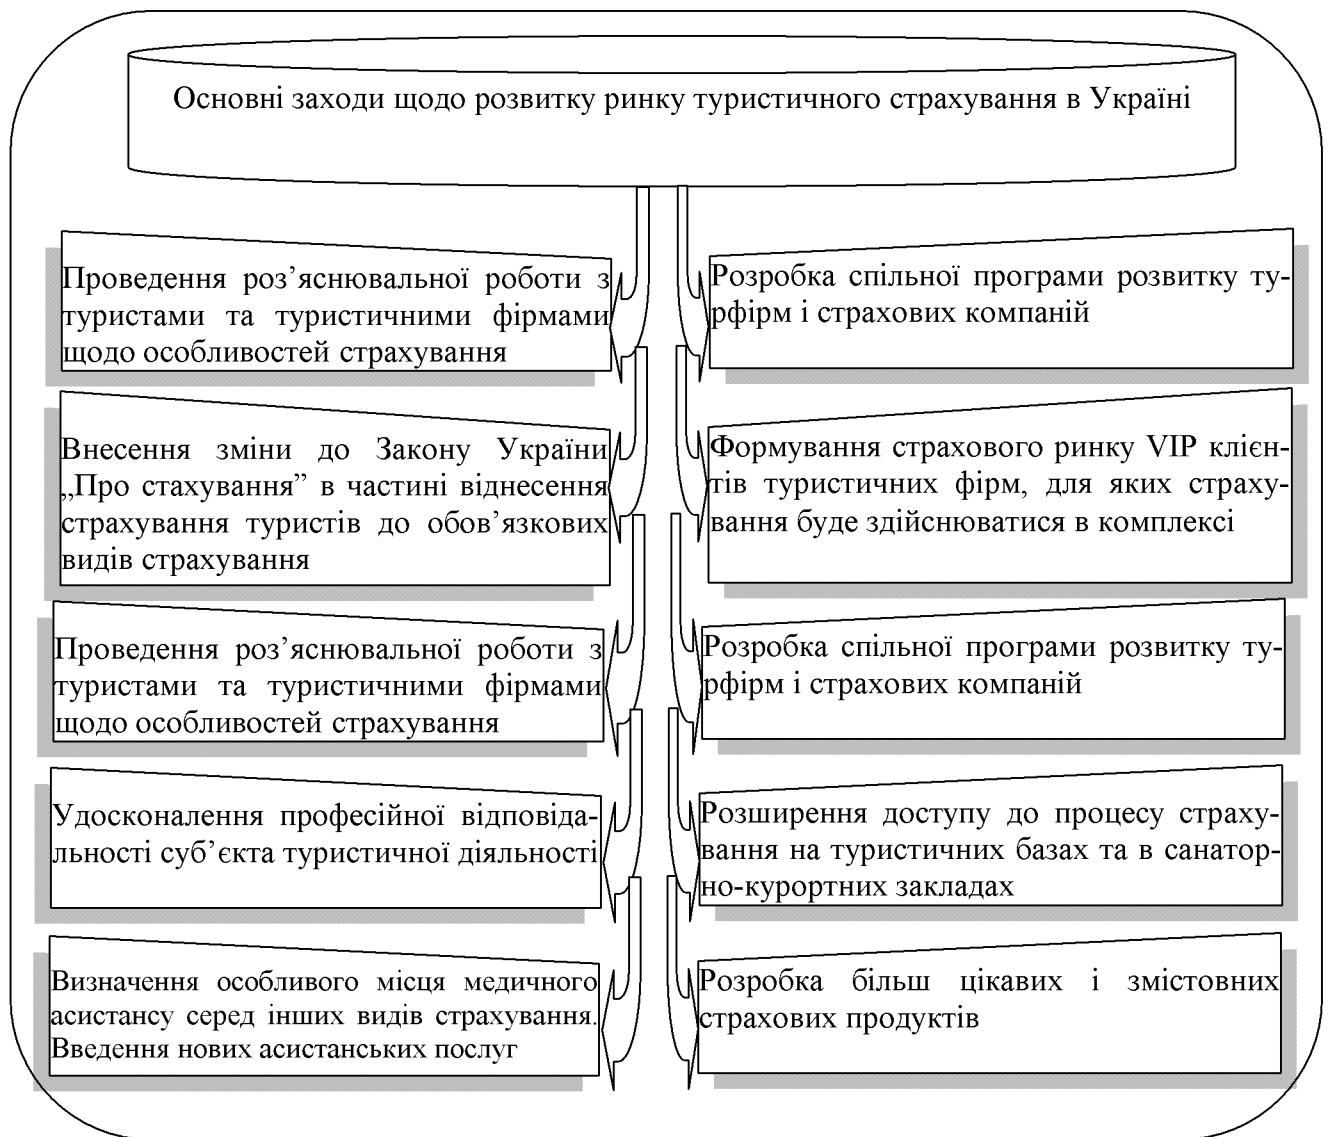 Основні заходи щодо розвитку ринку туристичного страхування в Україні
Проведення роз’яснювальної роботи з
туристами та туристичними фірмами
щодо особливостей страхування
Розробка спільної програми розвитку ту-
рфірм і страхових компаній
Внесення зміни до Закону України
„Про стахування” в частині віднесення
страхування туристів до обов’язкових
видів страхування
Формування страхового ринку VIP клієн-
тів туристичних фірм, для яких страху-
вання буде здійснюватися в комплексі
Проведення роз’яснювальної роботи з
туристами та туристичними фірмами
щодо особливостей страхування
Розробка спільної програми розвитку ту-
рфірм і страхових компаній
Удосконалення професійної відповіда-
льності суб’єкта туристичної діяльності
Розширення доступу до процесу страху-
вання на туристичних базах та в санатор-
но-курортних закладах
Визначення особливого місця медичного
асистансу серед інших видів страхування.
Введення нових асистанських послуг
Розробка більш цікавих і змістовних
страхових продуктів